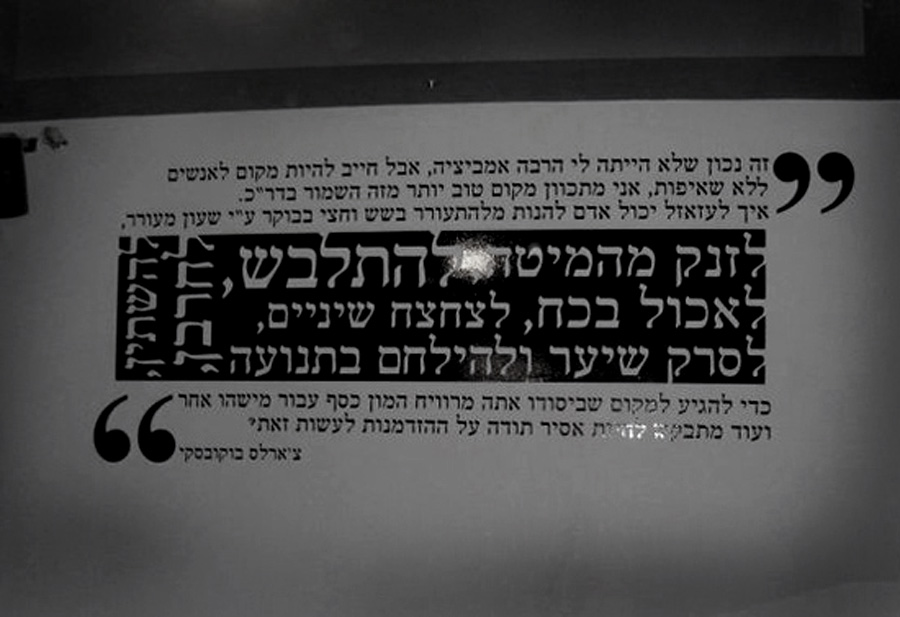 זה נכון שלא הייתה לי הרבה אמביציה, אבל חייב להיות מקום לאנשים
ללא שאיפות, אני מתכוון מקום טוב יותר מזה השמור בדר״כ.
איך לעזאזל יכול אדם להנות מלהתעורר בשש וחצי בבוקר ע״י שעון מעורר,
לזנק מהמיטה להתלבש,
לאכול בכח, לצחצח שיניים,
לסרק שיער ולהילחם בתנועה
לחרבן,
להשתין,
כדי להגיע למקום שביסודו אתה מרוויח המון כסף עבור מישהו אחר
ועוד מתבקש להיות אסיר תודה על ההזדמנות לעשות זאת?
צ׳ארלס בוקובסקי